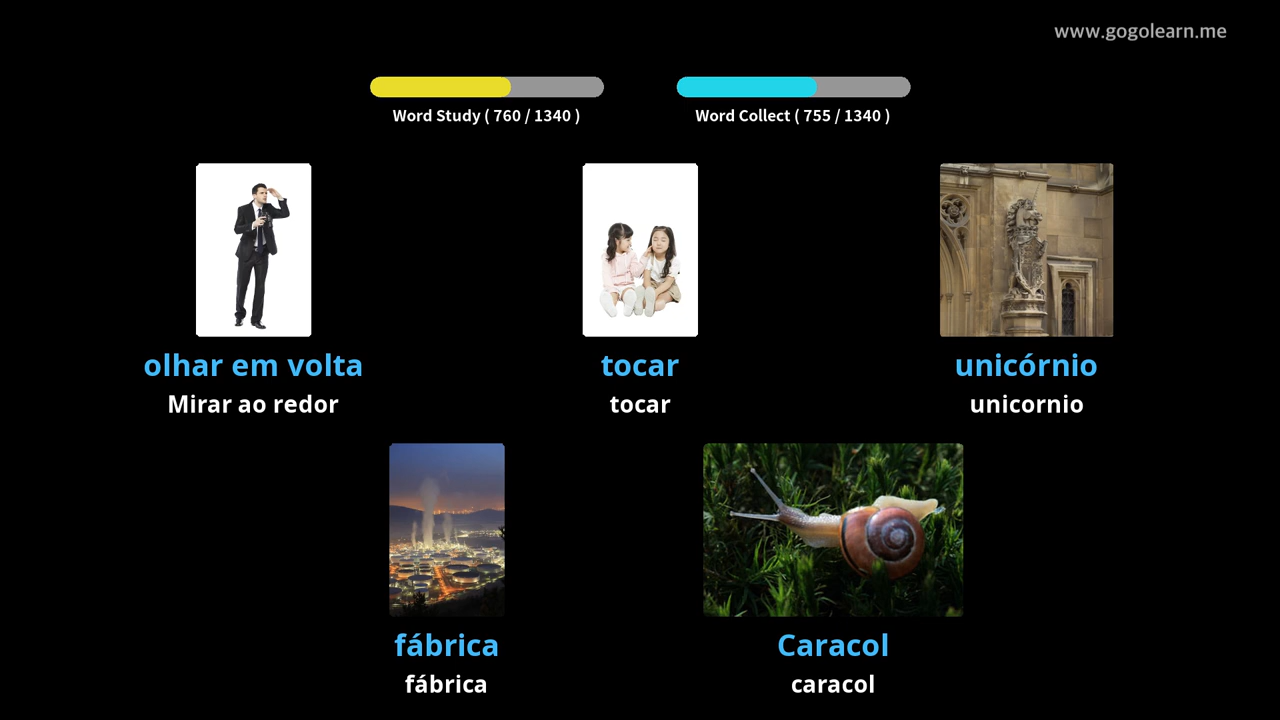 www.gogolearn.me
Word Study ( 760 / 1340 )
Word Collect ( 755 / 1340 )
olhar em volta
Mirar ao redor
tocar
tocar
unicórnio
unicornio
fábrica
fábrica
Caracol
caracol